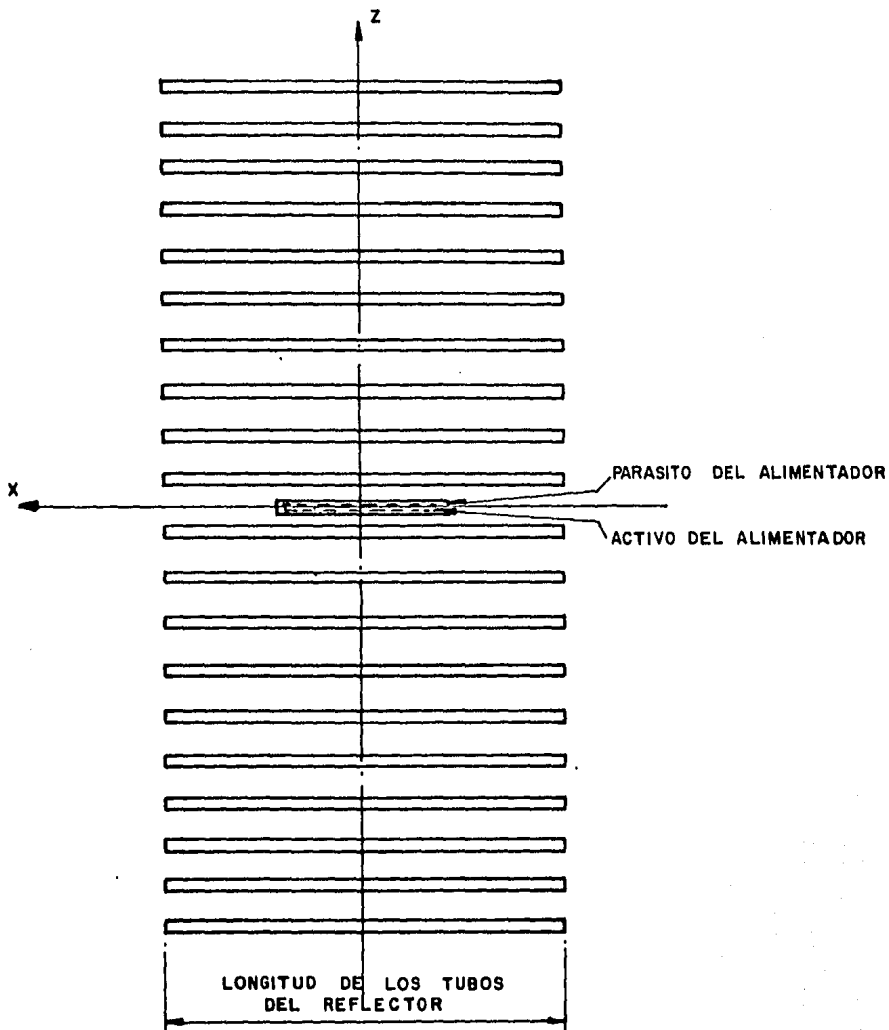 Z
X
PARASITO DEL ALIMENTADOR
ACTIVO DEL ALIMENTADOR
LONGITUD DE LOS TUBOS
DEL REFLECTOR